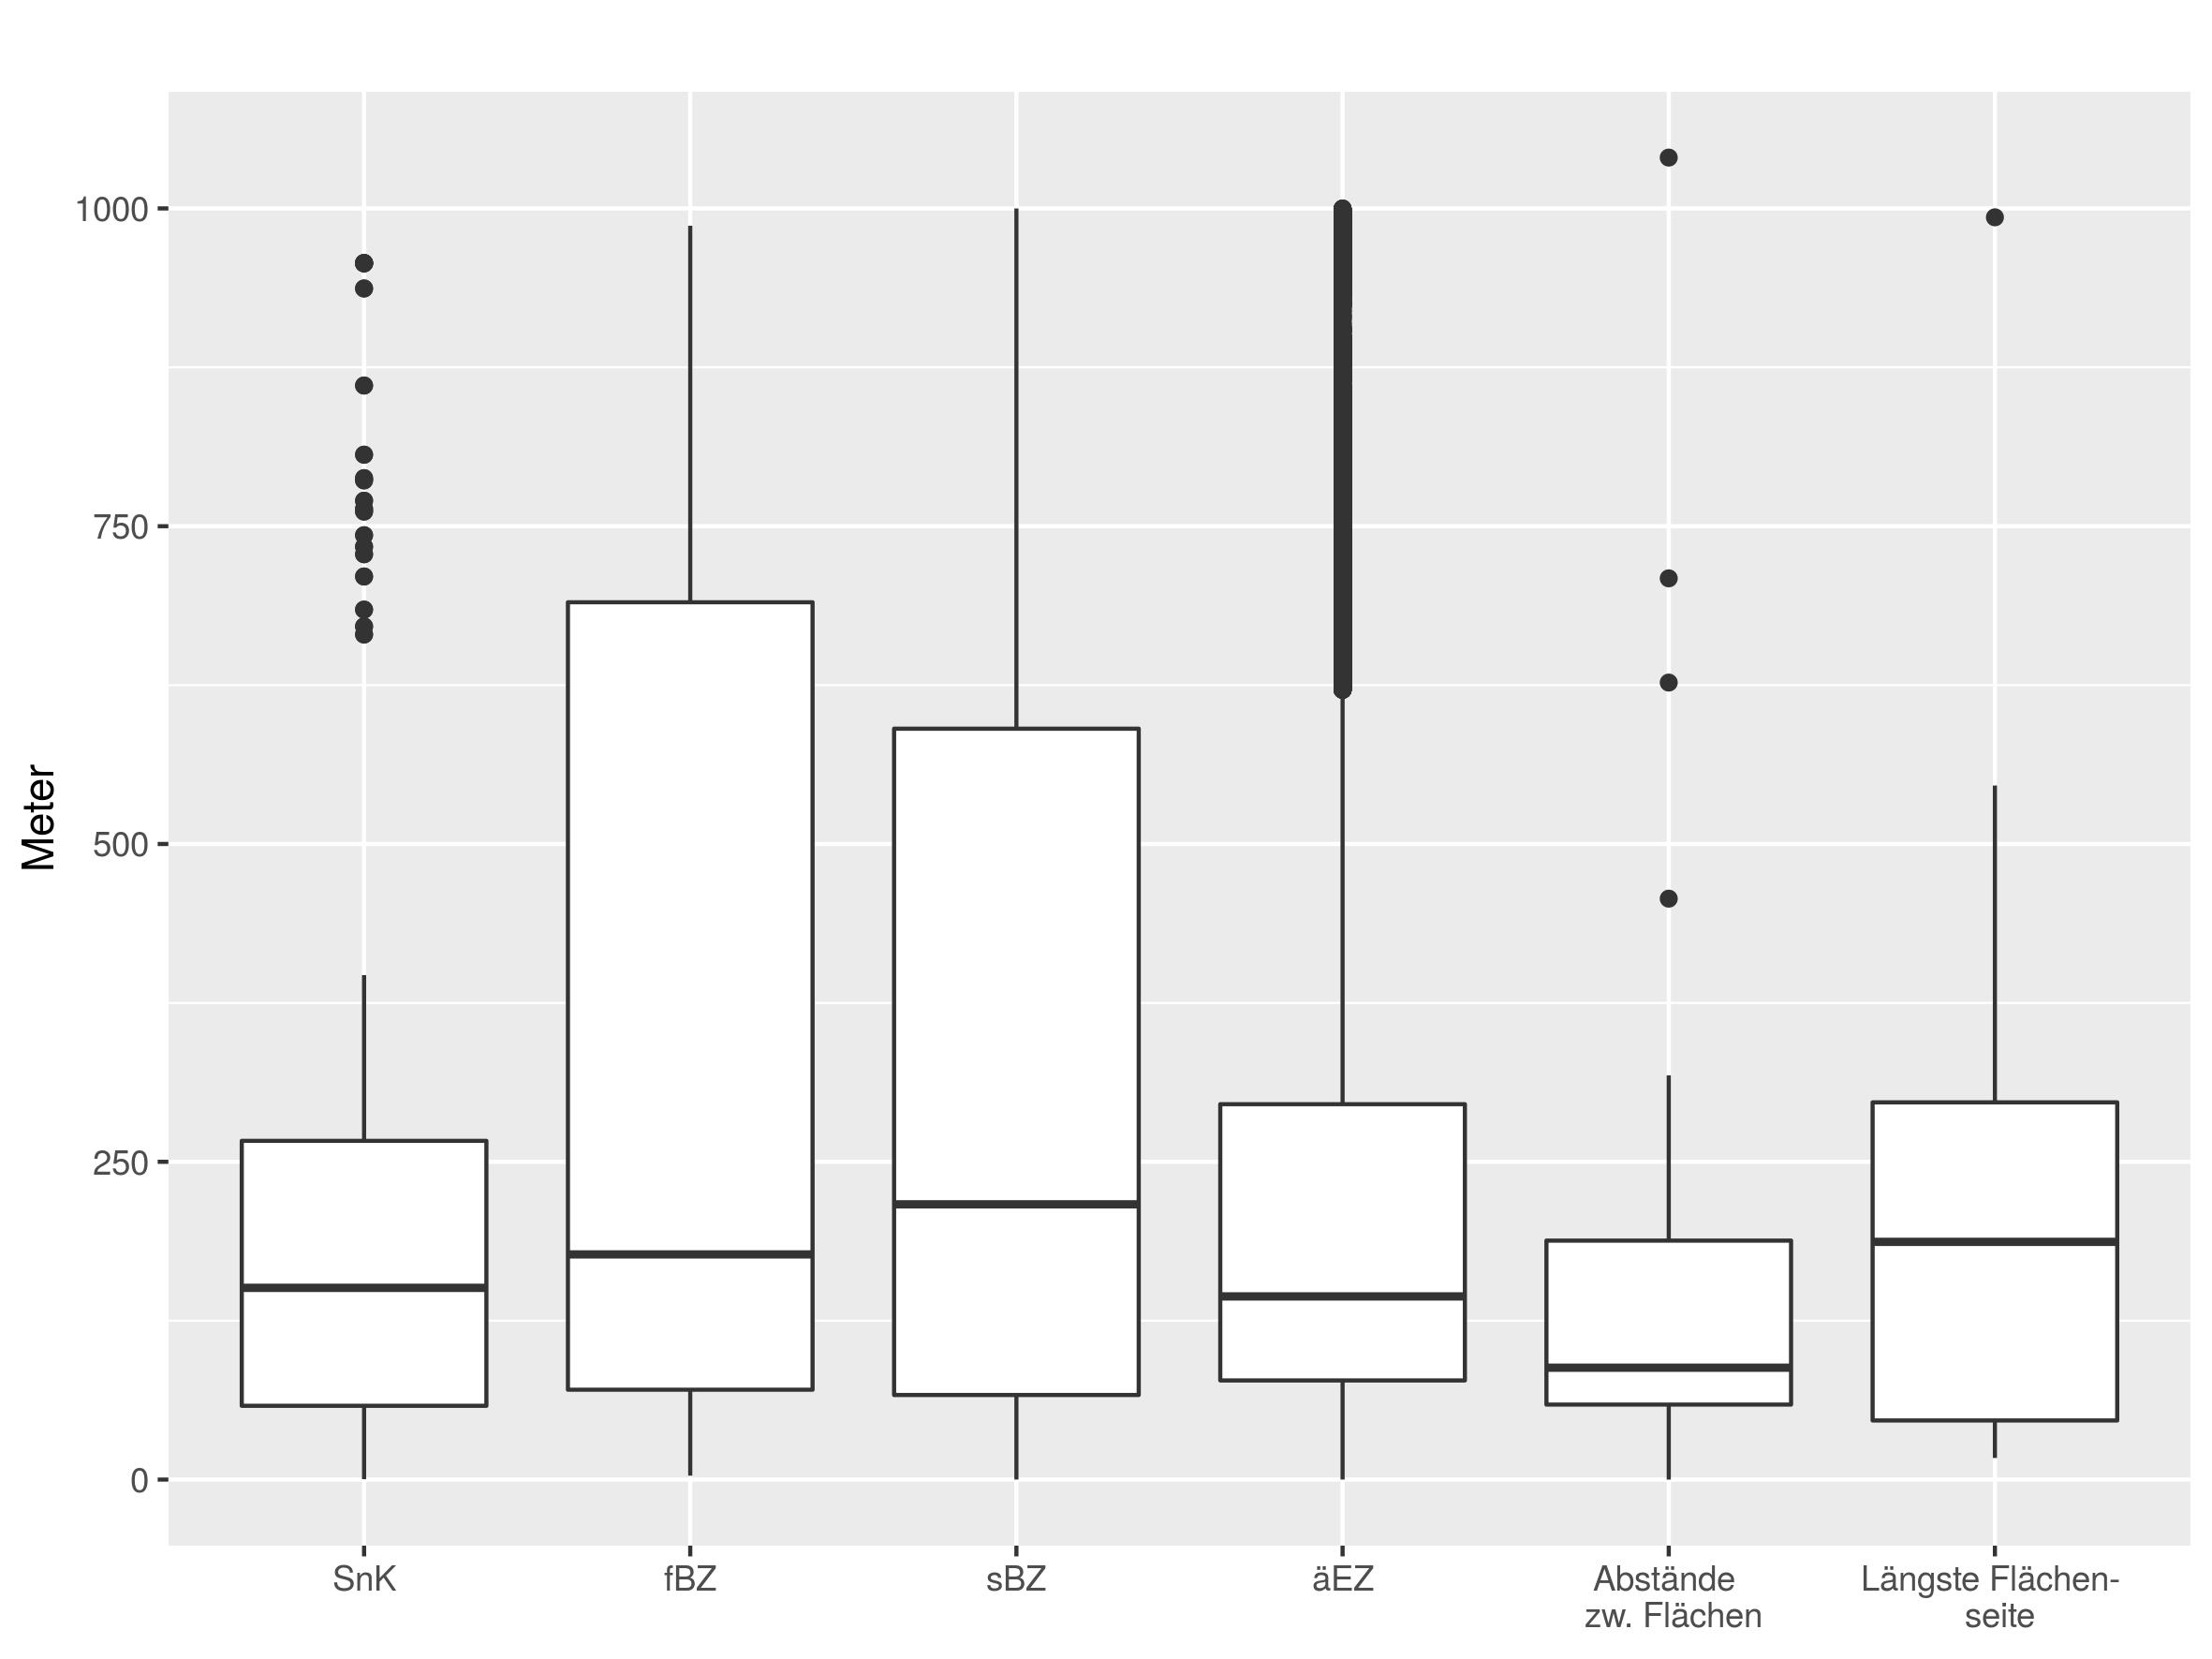 Meter
1000
750
500
250
0
SnK
fBZ
sBZ
äEZ
Abstände
zw. Flächen
Längste Flächen-
seite